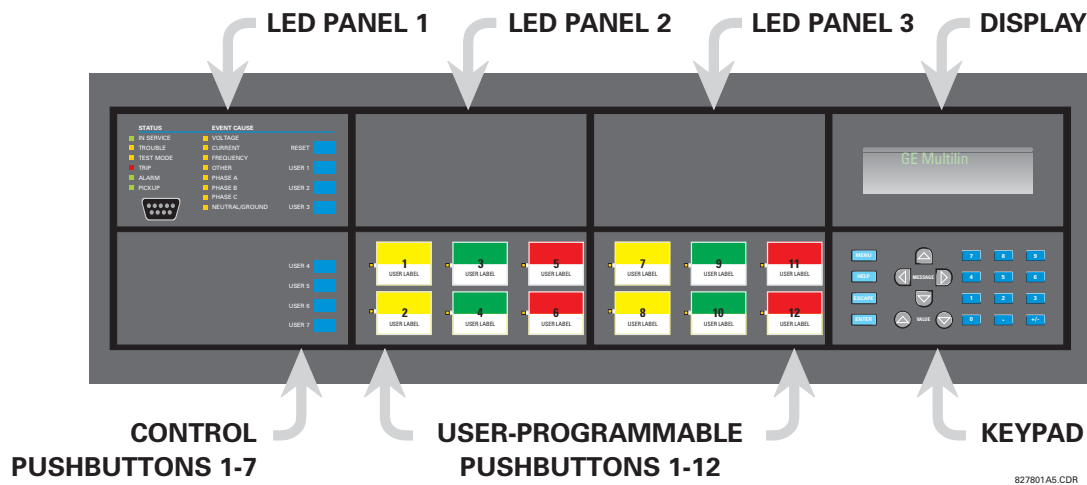 LED PANEL 1
LED PANEL 2
LED PANEL 3
DISPLAY
STATUS
IN SERVICE
TROUBLE
TEST MODE
TRIP
ALARM
PICKUP
EVENT CAUSE
VOLTAGE
CURRENT
FREQUENCY
OTHER
PHASE A
PHASE B
PHASE C
NEUTRAL/GROUND
RESET
USER 1
USER 2
USER 3
GE Multilin
USER 4
USER 5
USER 6
USER 7
1
USER LABEL
3
USER LABEL
5
USER LABEL
2
USER LABEL
4
USER LABEL
6
USER LABEL
7
USER LABEL
9
USER LABEL
11
USER LABEL
8
USER LABEL
10
USER LABEL
12
USER LABEL
MENU
HELP
ESCAPE
ENTER
MESSAGE
VALUE
7 8 9
4 5 6
1 2 3
0 . +/-
CONTROL
PUSHBUTTONS 1-7
USER-PROGRAMMABLE
PUSHBUTTONS 1-12
KEYPAD
827801A5.CDR